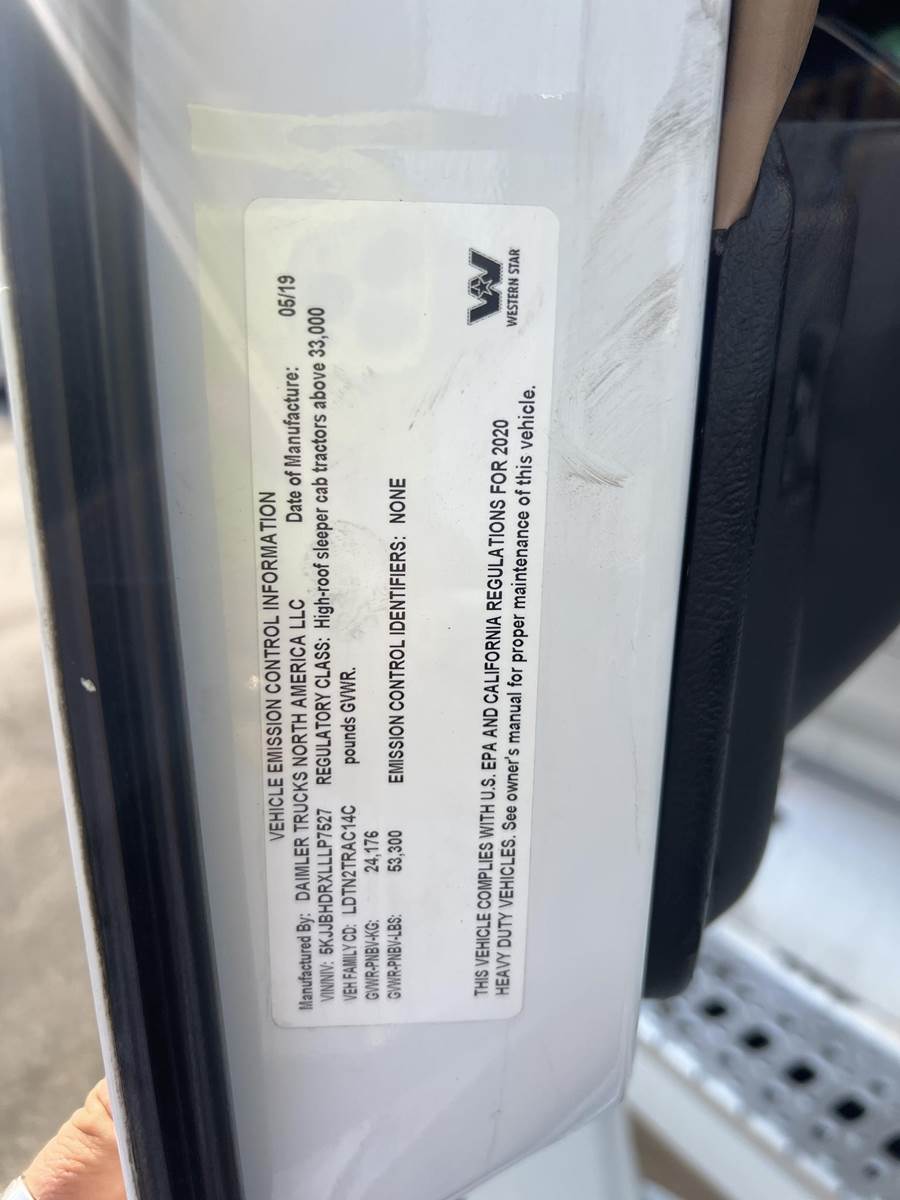 VEHICLE EMISSION CONTROL INFORMATION
Manufactured By: DAIMLER TRUCKS NORTH AMERICA LLC Date of Manufacture: 05/19
VIN/NIV: 5KJJBHDRXLLLP7527 REGULATORY CLASS: High-roof sleeper cab tractors above 33,000
VEH FAMILY CD: LDTN2TRAC14C pounds GVWR.
GVWR-PNBV-KG: 24,176
GVWR-PNBV-LBS: 53,300 EMISSION CONTROL IDENTIFIERS: NONE
THIS VEHICLE COMPLIES WITH U.S. EPA AND CALIFORNIA REGULATIONS FOR 2020
HEAVY DUTY VEHICLES. See owner's manual for proper maintenance of this vehicle.
WESTERN STAR